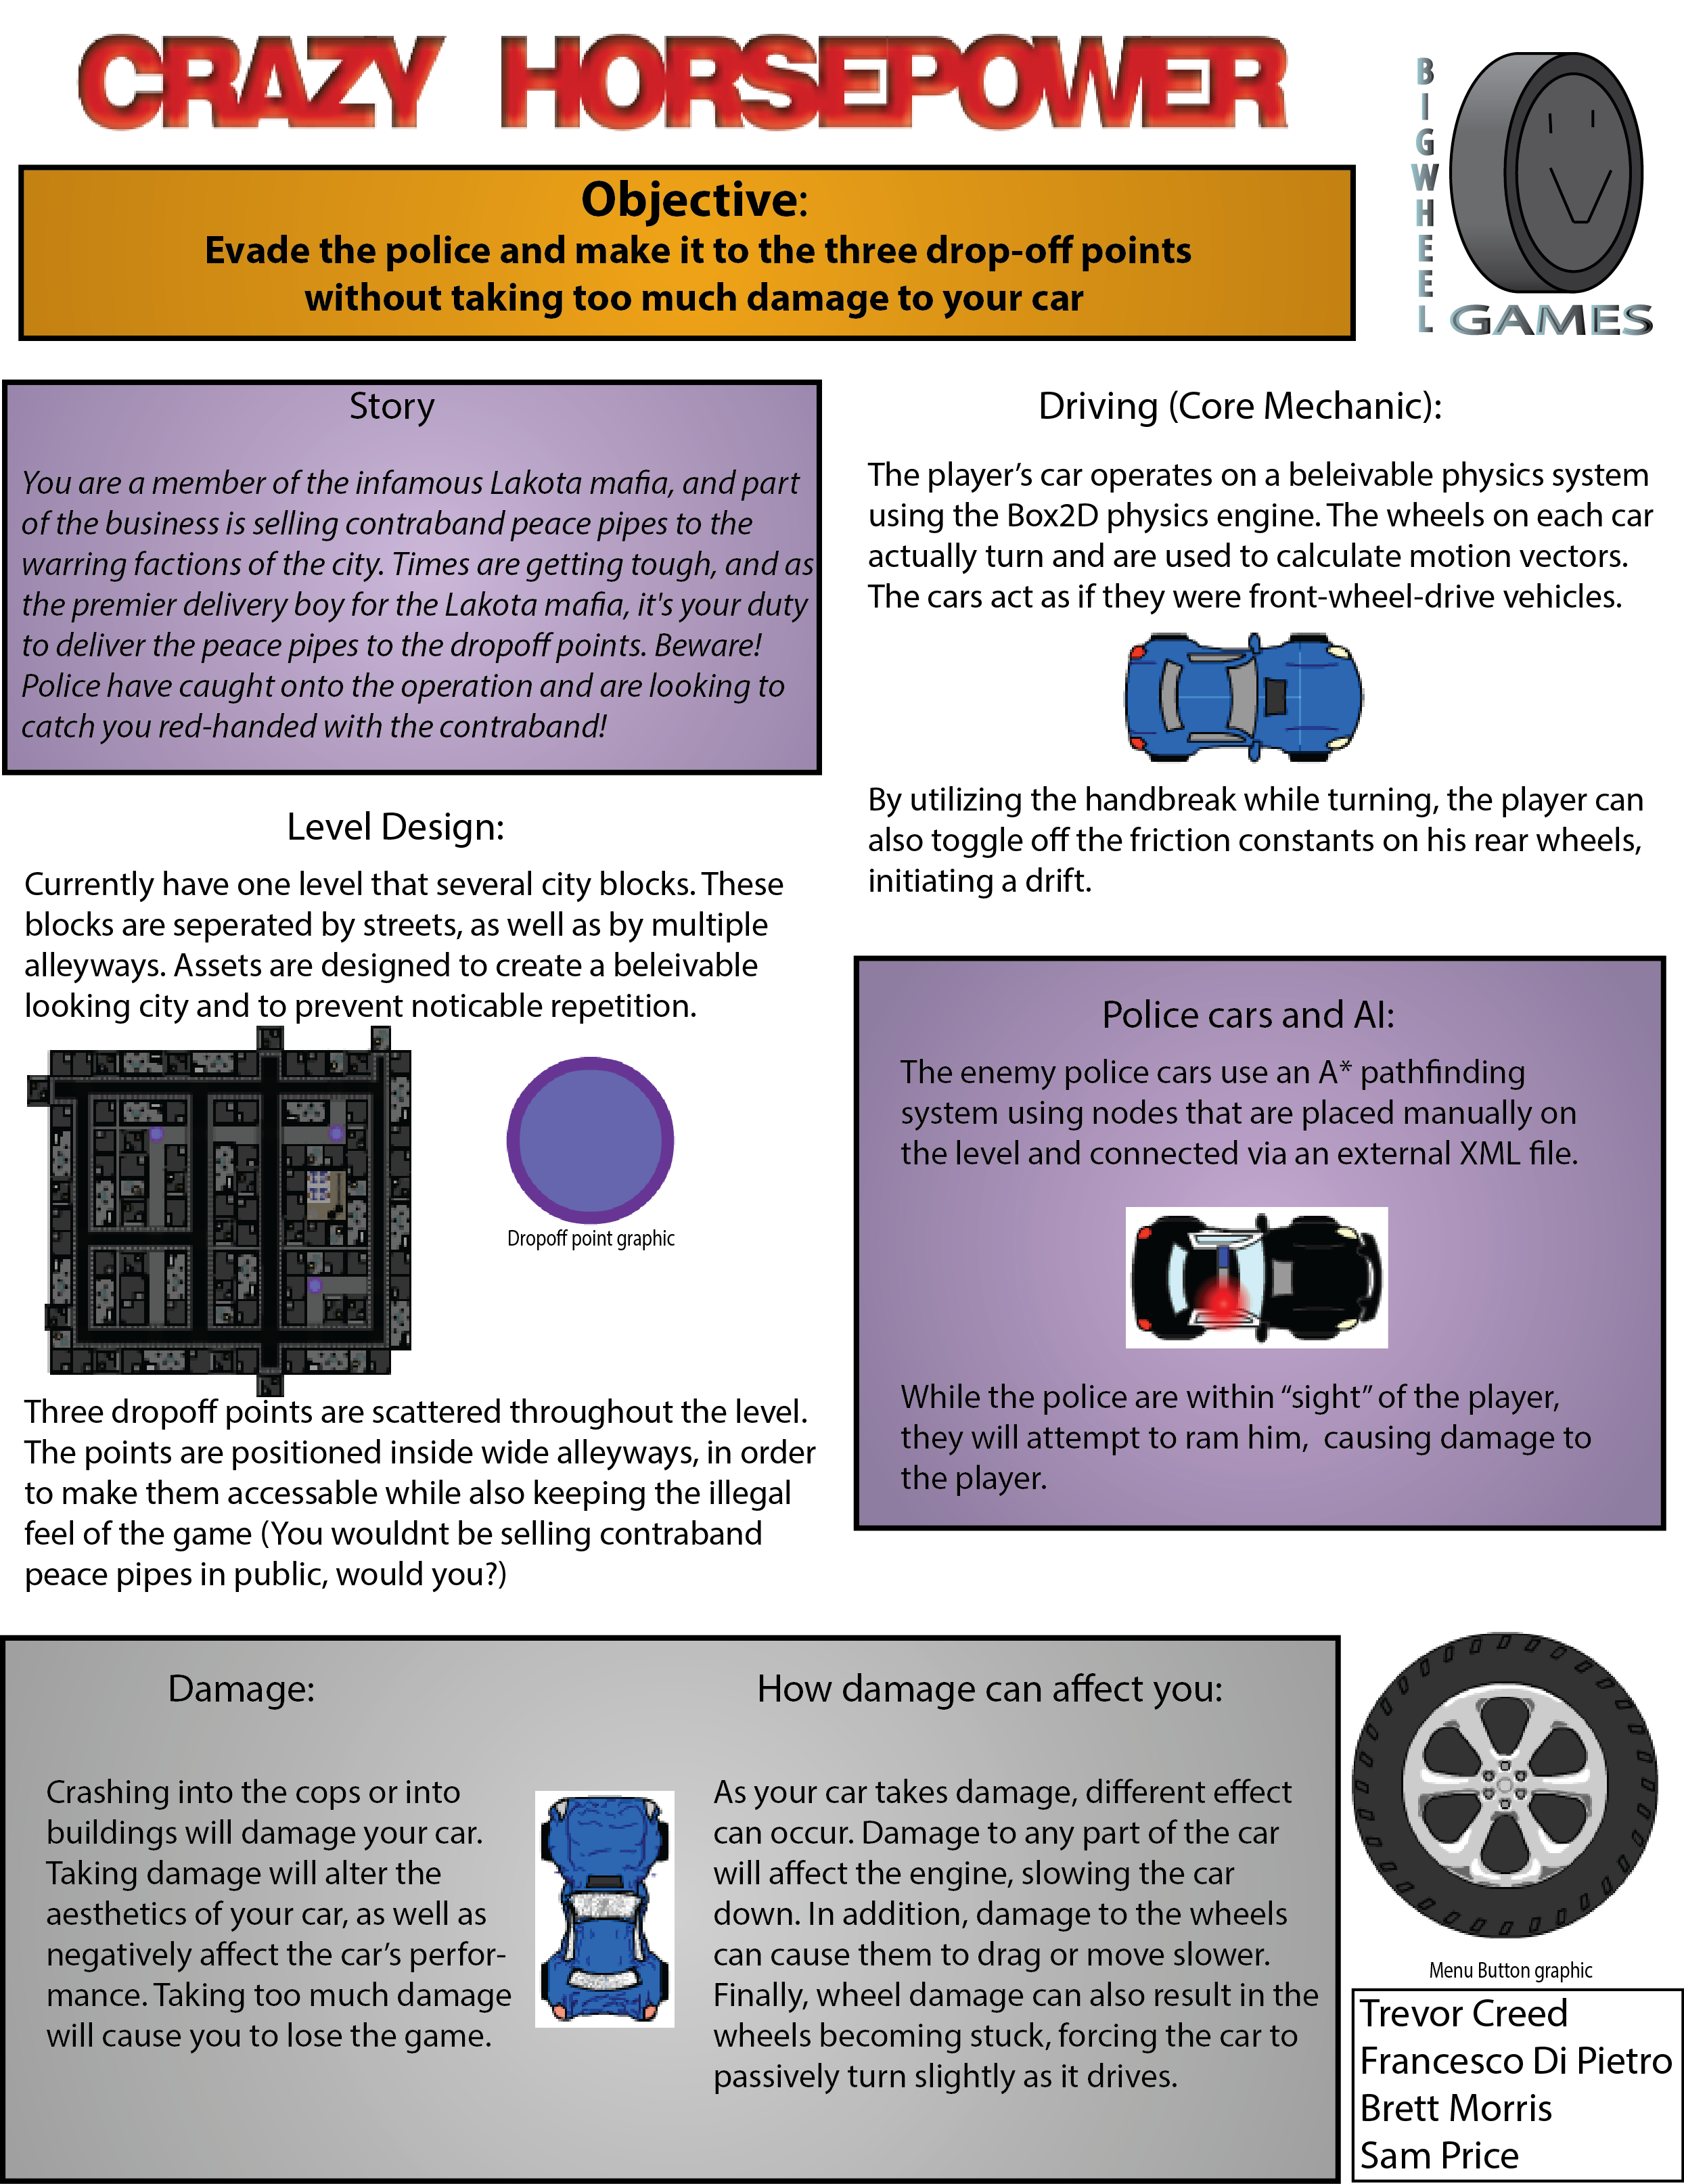 CRAZY HORSEPOWER
BIGWHEEL
GAMES
Objective:
Evade the police and make it to the three drop-off points
without taking too much damage to your car
Story
You are a member of the infamous Lakota mafia, and part
of the business is selling contraband peace pipes to the
warring factions of the city. Times are getting tough, and as
the premier delivery boy for the Lakota mafia, it's your duty
to deliver the peace pipes to the dropoff points. Beware!
Police have caught onto the operation and are looking to
catch you red-handed with the contraband!
Driving (Core Mechanic):
The player’s car operates on a beleivable physics system
using the Box2D physics engine. The wheels on each car
actually turn and are used to calculate motion vectors.
The cars act as if they were front-wheel-drive vehicles.
By utilizing the handbreak while turning, the player can
also toggle off the friction constants on his rear wheels,
initiating a drift.
Level Design:
Currently have one level that several city blocks. These
blocks are seperated by streets, as well as by multiple
alleyways. Assets are designed to create a beleivable
looking city and to prevent noticable repetition.
Dropoff point graphic
Three dropoff points are scattered throughout the level.
The points are positioned inside wide alleyways, in order
to make them accessable while also keeping the illegal
feel of the game (You wouldnt be selling contraband
peace pipes in public, would you?)
Police cars and AI:
The enemy police cars use an A* pathfinding
system using nodes that are placed manually on
the level and connected via an external XML file.
While the police are within “sight” of the player,
they will attempt to ram him,  causing damage to
the player.
Damage:
Crashing into the cops or into
buildings will damage your car.
Taking damage will alter the
aesthetics of your car, as well as
negatively affect the car’s perfor-
mance. Taking too much damage
will cause you to lose the game.
How damage can affect you:
As your car takes damage, different effect
can occur. Damage to any part of the car
will affect the engine, slowing the car
down. In addition, damage to the wheels
can cause them to drag or move slower.
Finally, wheel damage can also result in the
wheels becoming stuck, forcing the car to
passively turn slightly as it drives.
Menu Button graphic
Trevor Creed
Francesco Di Pietro
Brett Morris
Sam Price